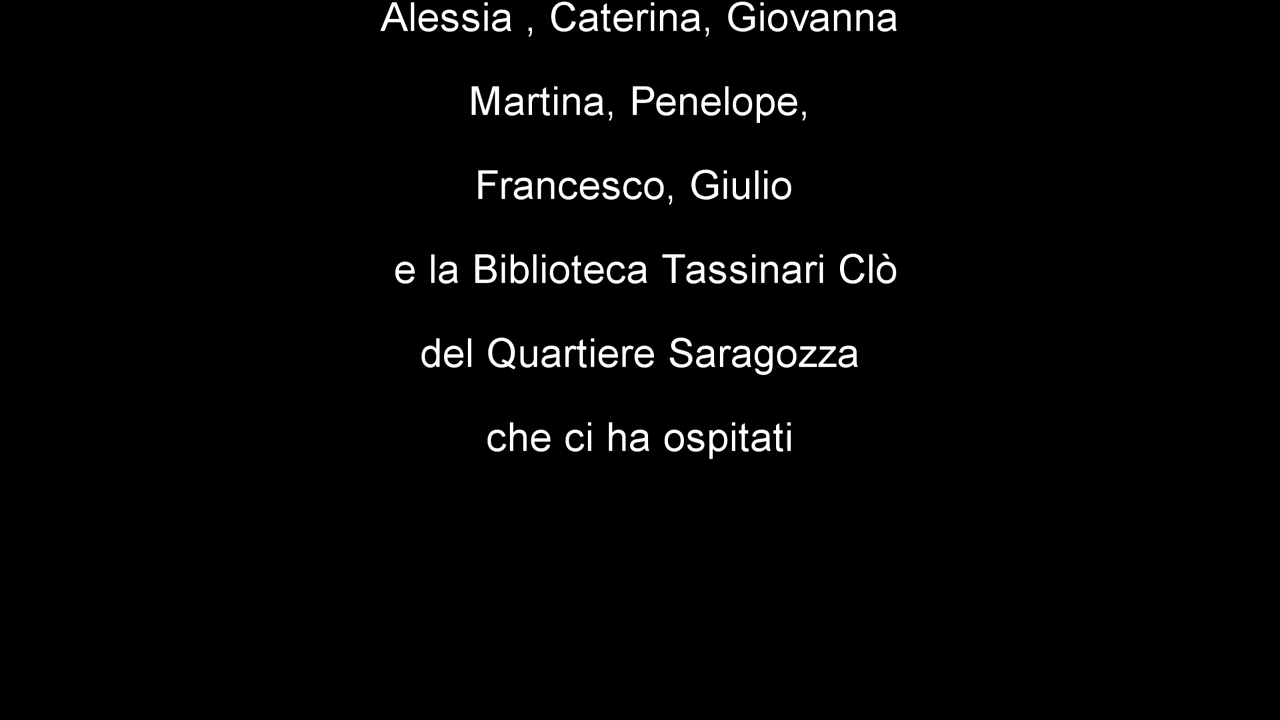 Alessia , Caterina, Giovanna
Martina, Penelope,
Francesco, Giulio
e la Biblioteca Tassinari Clò
del Quartiere Saragozza
che ci ha ospitati